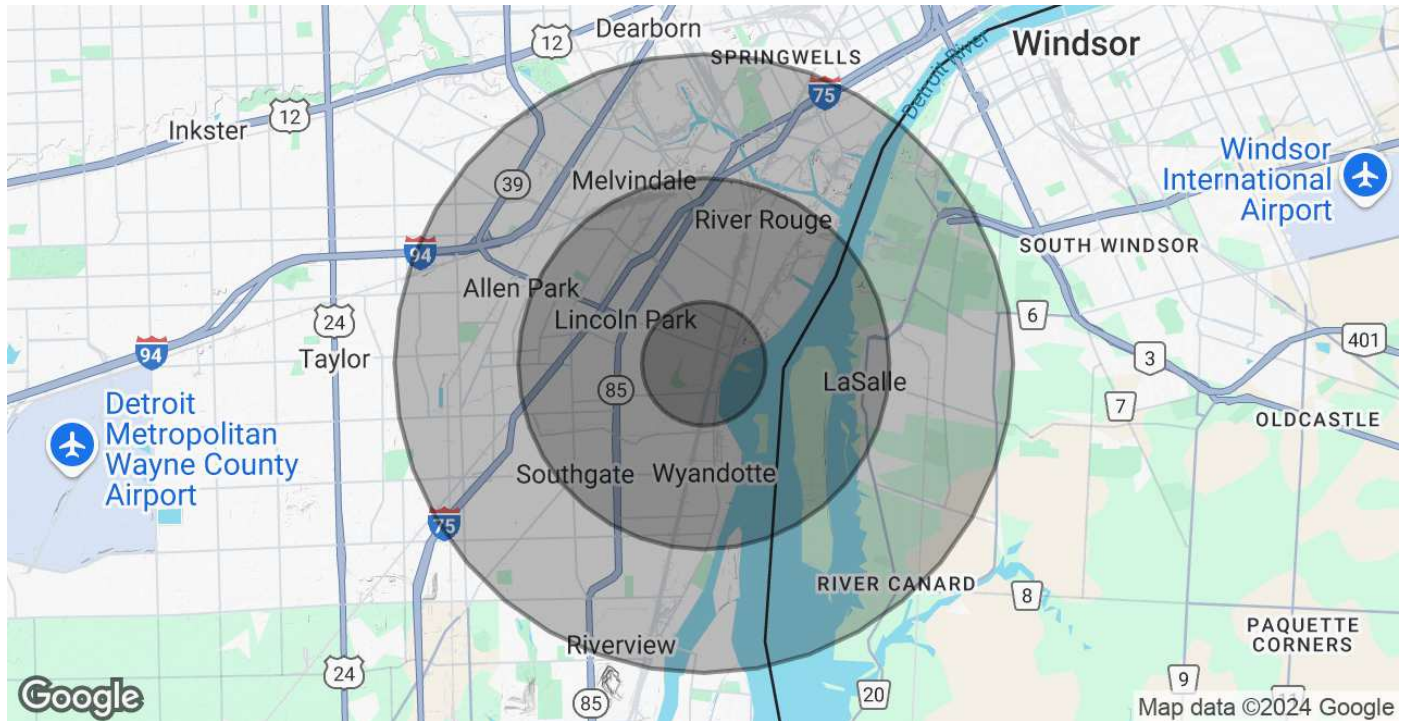 Dearborn
12
SPRINGWELLS
Windsor
75
Detroit River
12
Inkster
Windsor
International
Airport
39
Melvindale
River Rouge
SOUTH WINDSOR
94
Allen Park
6
24
Lincoln Park
401
94
Taylor
3
85
LaSalle
7
Detroit
Metropolitan
Wayne County
Airport
OLDCASTLE
Southgate
Wyandotte
75
RIVER CANARD
8
PAQUETTE
CORNERS
Riverview
24
85
20
9
11
Google
Map data ©2024 Google